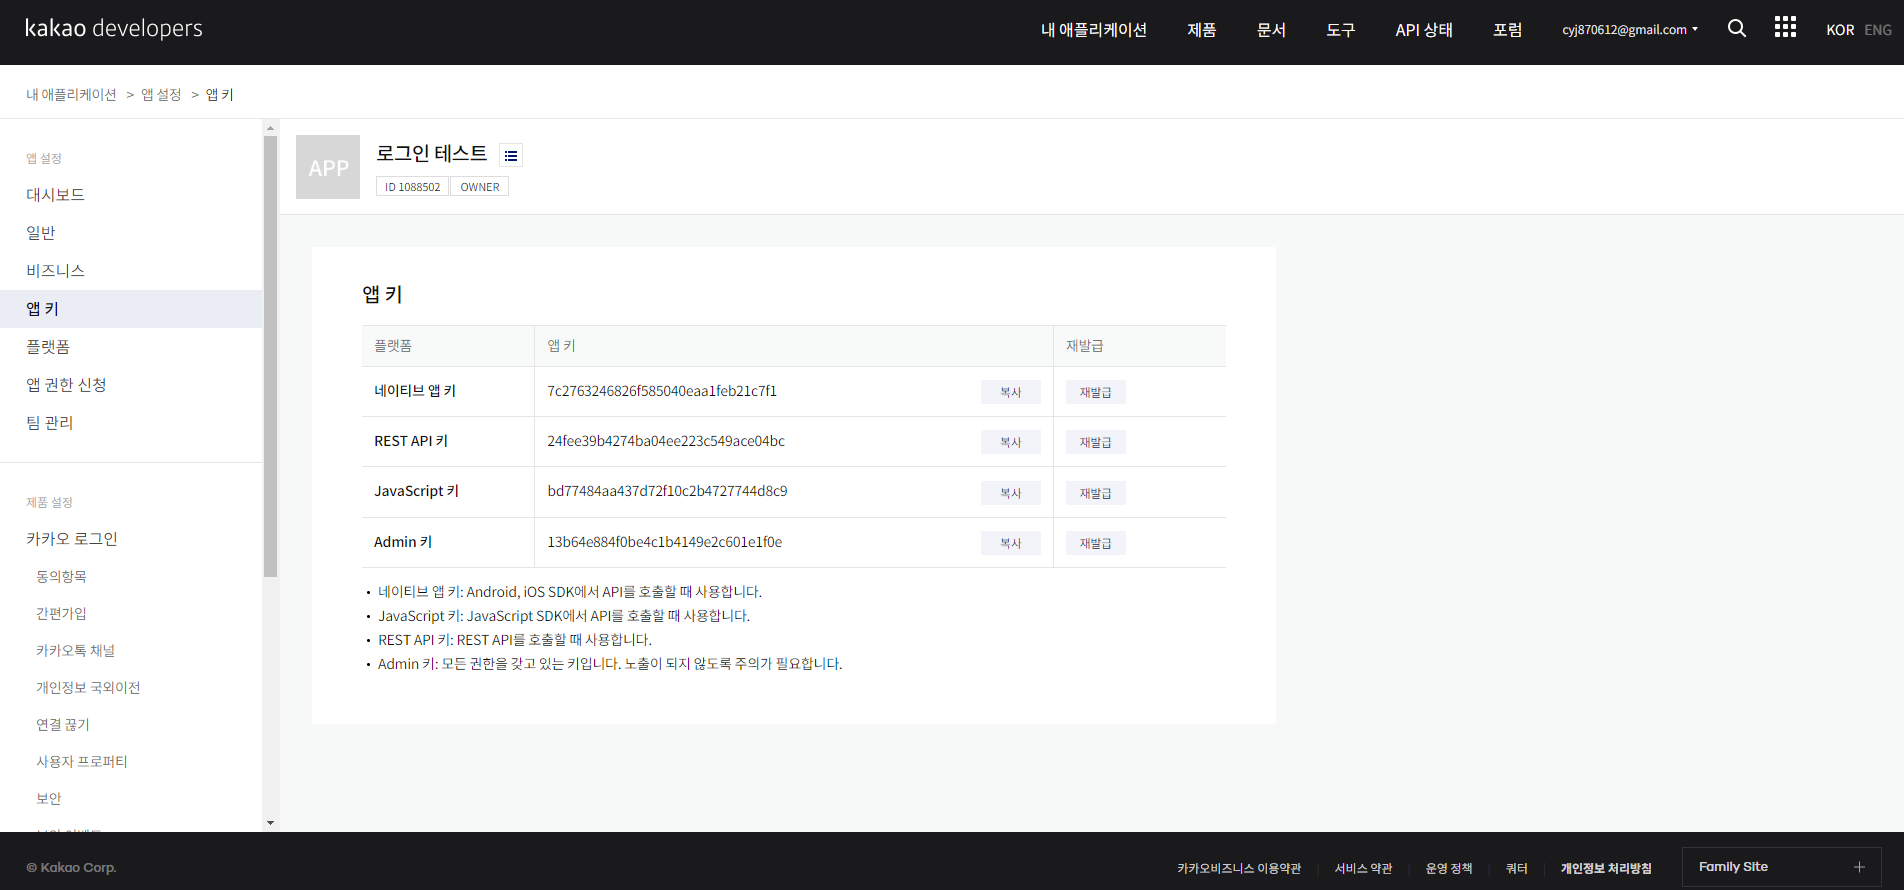 kakao developers
내 애플리케이션 제품 문서 도구 API 상태 포럼 cyj870612@gmail.com KOR ENG
내 애플리케이션 > 앱 설정 > 앱 키
앱 설정
대시보드
일반
비즈니스
앱 키
플랫폼
앱 권한 신청
팀 관리
제품 설정
카카오 로그인
동의항목
간편가입
카카오톡 채널
개인정보 국외이전
연결 끊기
사용자 프로퍼티
보안
APP
로그인 테스트
ID 1088502 OWNER
앱 키
플랫폼 앱 키 재발급
네이티브 앱 키 7c2763246826f585040eaa1feb21c7f1 복사 재발급
REST API 키 24fee39b4274ba04ee223c549ace04bc 복사 재발급
JavaScript 키 bd77484aa437d72f10c2b4727744d8c9 복사 재발급
Admin 키 13b64e884f0be4c1b4149e2c601e1f0e 복사 재발급
• 네이티브 앱 키: Android, iOS SDK에서 API를 호출할 때 사용합니다.
• JavaScript 키: JavaScript SDK에서 API를 호출할 때 사용합니다.
• REST API 키: REST API를 호출할 때 사용합니다.
• Admin 키: 모든 권한을 갖고 있는 키입니다. 노출이 되지 않도록 주의가 필요합니다.
© Kakao Corp.
카카오비즈니스 이용약관 서비스 약관 운영 정책 쿼터 개인정보 처리방침 Family Site